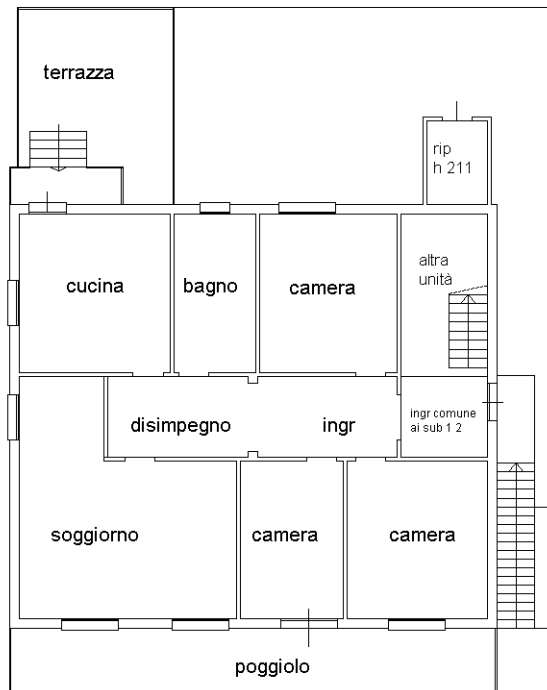 terrazza
rip
h 211
cucina
bagno
camera
altra
unità
disimpegno
ingr
ingr comune
ai sub 1 2
soggiorno
camera
camera
poggiolo